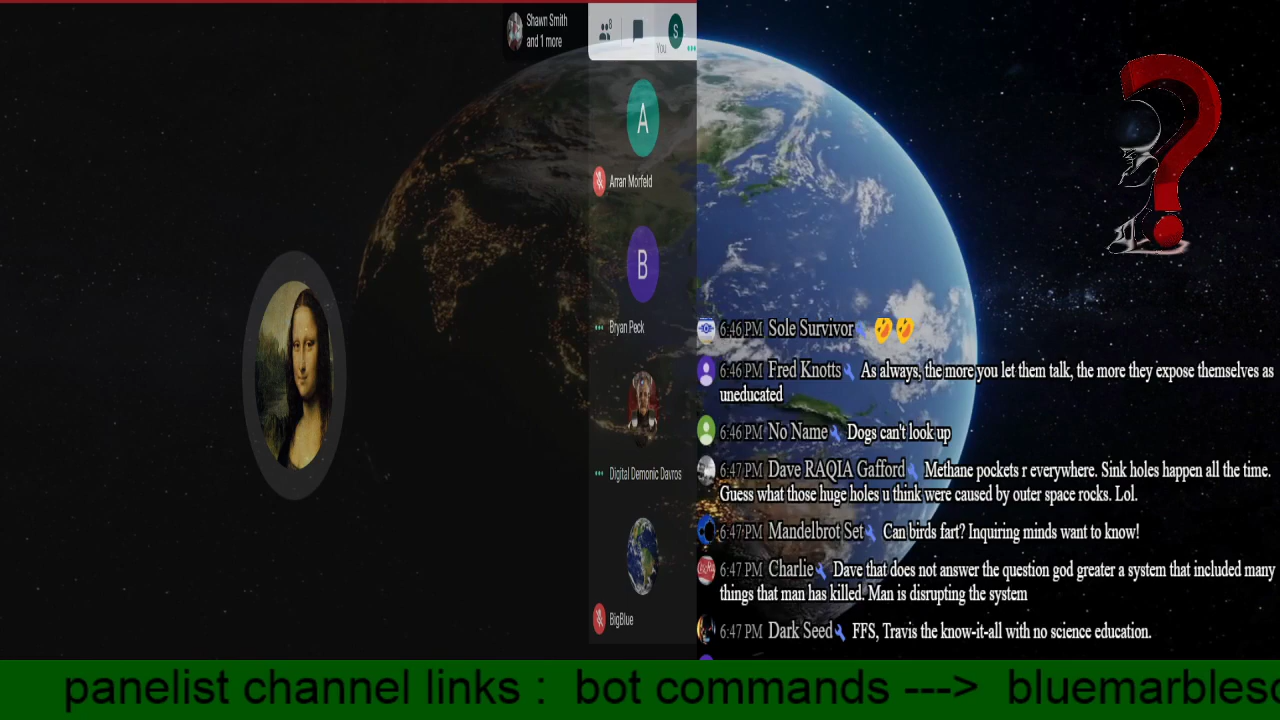 Shawn Smith
and 1 more
8
S
You
A
Arran Morfeld
B
Bryan Peck
Digital Demonic Davros
BigBlue
6:46 PM Sole Survivor
6:46 PM Fred Knotts As always, the more you let them talk, the more they expose themselves as
uneducated
6:46 PM No Name Dogs can't look up
6:47 PM Dave RAQIA Gafford Methane pockets r everywhere. Sink holes happen all the time.
Guess what those huge holes u think were caused by outer space rocks. Lol.
6:47 PM Mandelbrot Set Can birds fart? Inquiring minds want to know!
6:47 PM Charlie Dave that does not answer the question god greater a system that included many
things that man has killed. Man is disrupting the system
6:47 PM Dark Seed FFS, Travis the know-it-all with no science education.
panelist channel links : bot commands ---> bluemarblesc